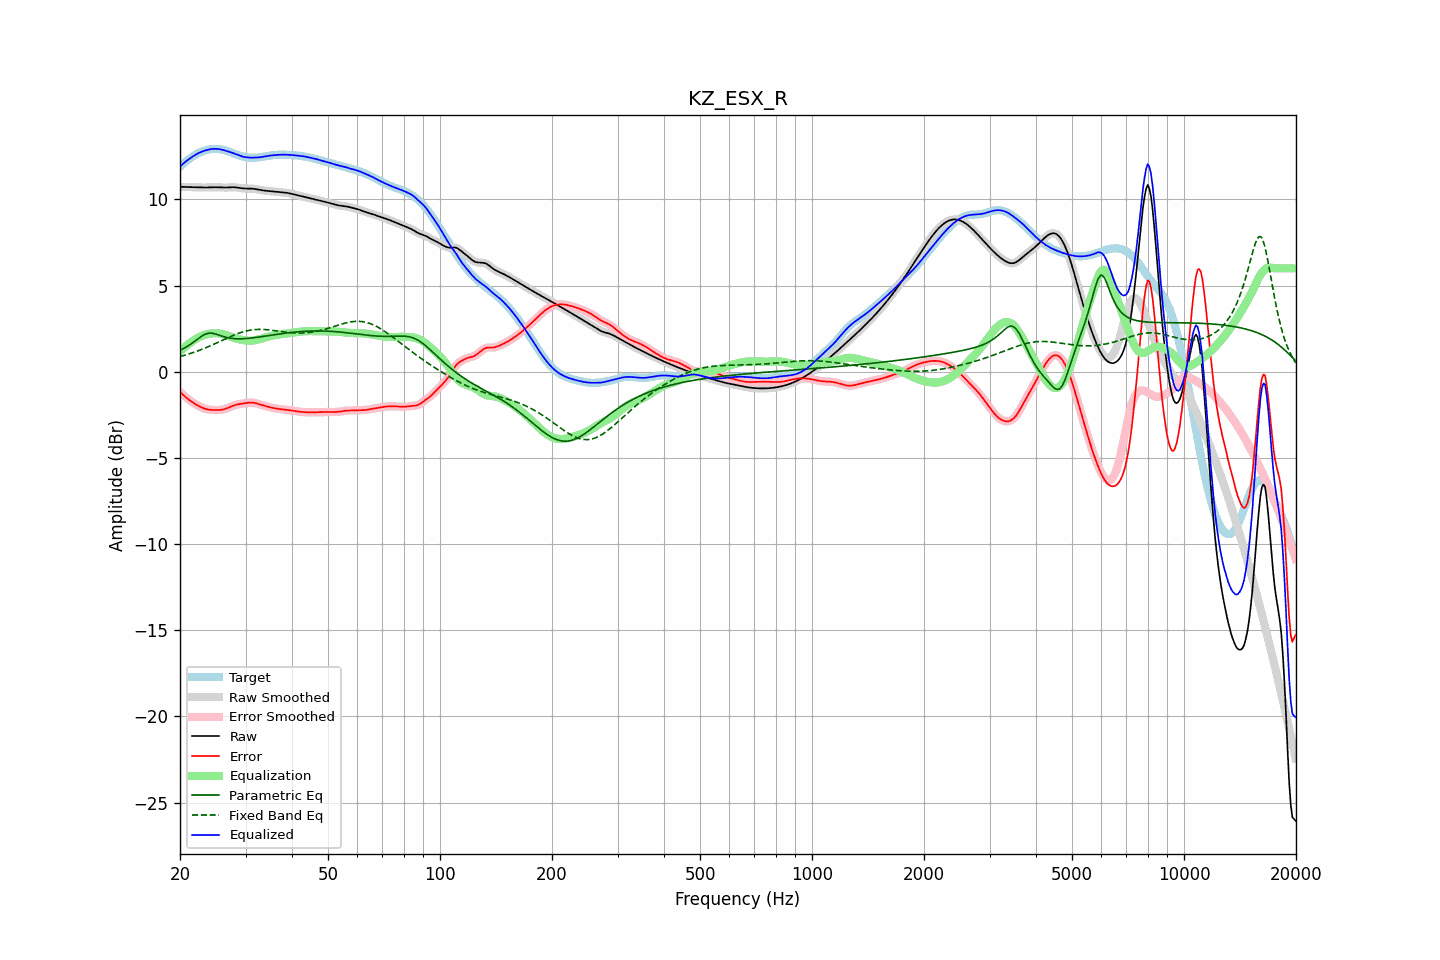 KZ_ESX_R
Amplitude (dBr)
10
5
0
−5
−10
−15
−20
−25
Target
Raw Smoothed
Error Smoothed
Raw
Error
Equalization
Parametric Eq
Fixed Band Eq
Equalized
20 50 100 200 500 1000 2000 5000 10000 20000
Frequency (Hz)